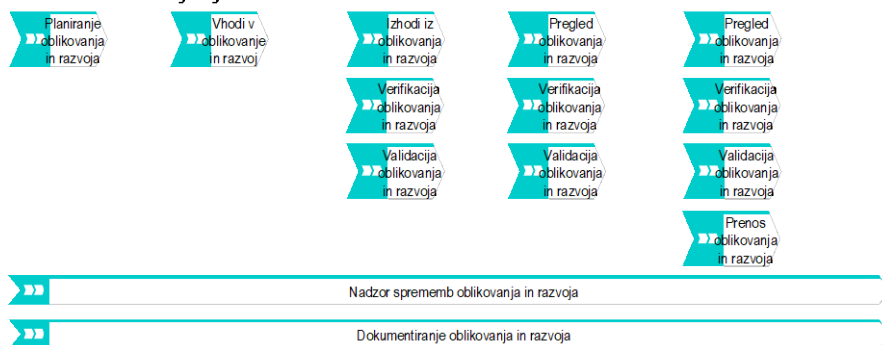 Planiranje
oblikovanja
in razvoja
Vhodi v
oblikovanje
in razvoj
Izhodi iz
oblikovanja
in razvoja
Pregled
oblikovanja
in razvoja
Pregled
oblikovanja
in razvoja
Verifikacija
oblikovanja
in razvoja
Verifikacija
oblikovanja
in razvoja
Verifikacija
oblikovanja
in razvoja
Validacija
oblikovanja
in razvoja
Validacija
oblikovanja
in razvoja
Validacija
oblikovanja
in razvoja
Prenos
oblikovanja
in razvoja
Nadzor sprememb oblikovanja in razvoja
Dokumentiranje oblikovanja in razvoja